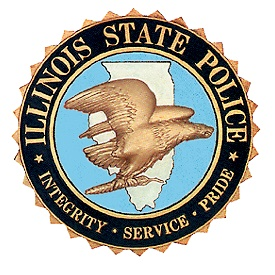 ILLINOIS STATE POLICE
INTEGRITY · SERVICE · PRIDE